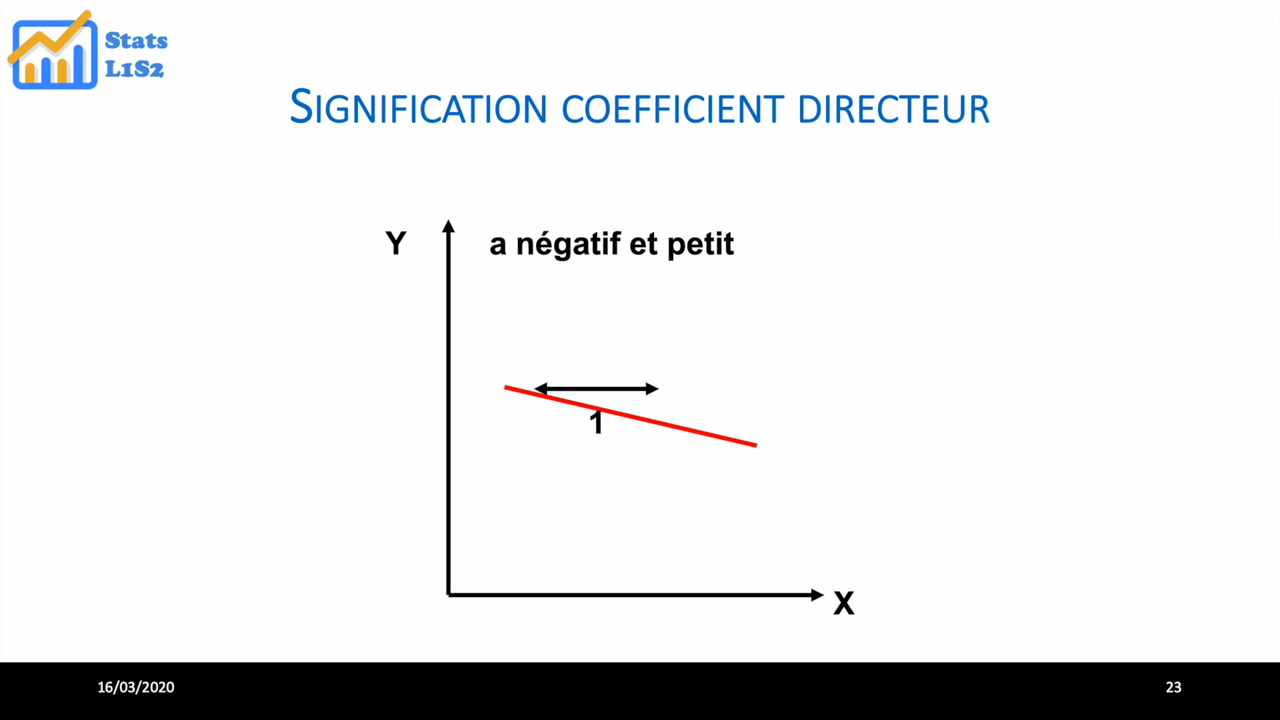 Stats
L1S2
SIGNIFICATION COEFFICIENT DIRECTEUR
Y
a négatif et petit
1
X
16/03/2020
23